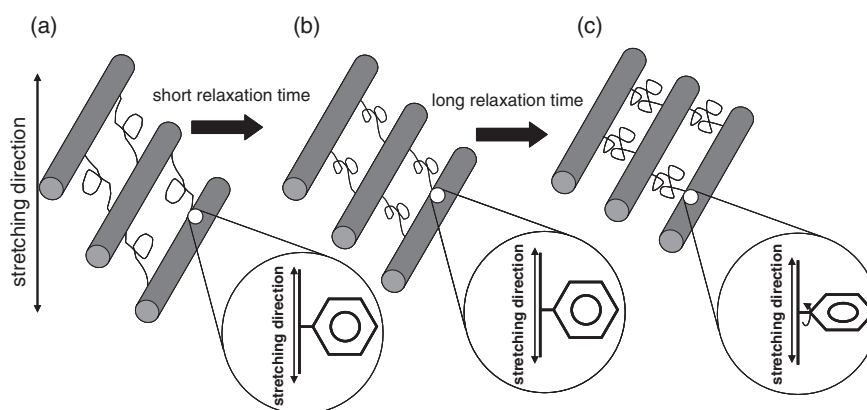 (a)
(b)
(c)
short relaxation time
long relaxation time
stretching direction
stretching direction
stretching direction
stretching direction